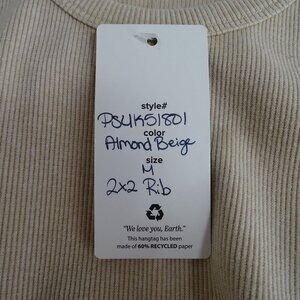 style#
PSUK51801
color
Almond Beige
size
M
2x2 Rib
"We love you, Earth."
This hangtag has been
made of 60% RECYCLED paper